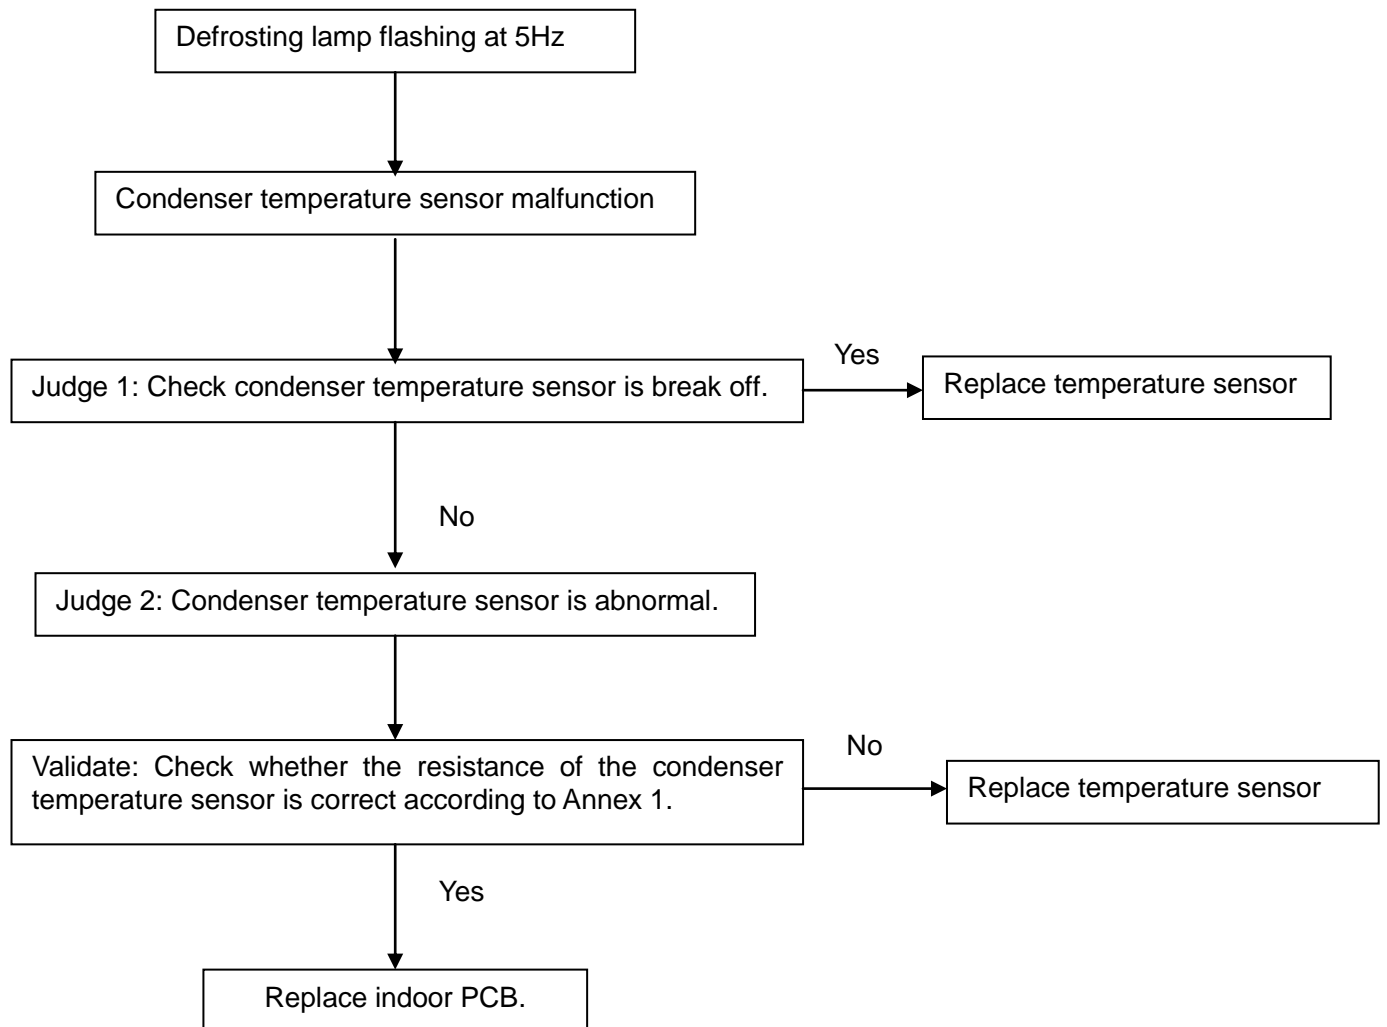 Defrosting lamp flashing at 5Hz
Condenser temperature sensor malfunction
Judge 1: Check condenser temperature sensor is break off.
Yes
Replace temperature sensor
No
Judge 2: Condenser temperature sensor is abnormal.
Validate: Check whether the resistance of the condenser
temperature sensor is correct according to Annex 1.
No
Replace temperature sensor
Yes
Replace indoor PCB.